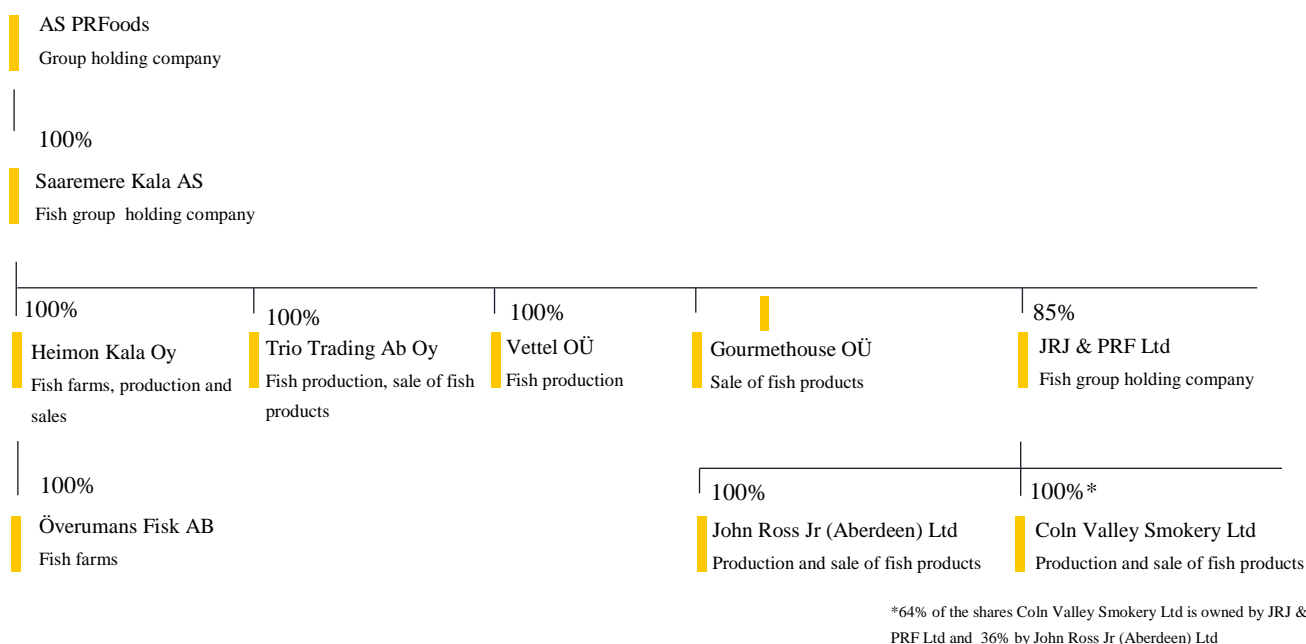 AS PRFoods
Group holding company
100%
Saaremere Kala AS
Fish group holding company
100%
Heimon Kala Oy
Fish farms, production and
sales
100%
Trio Trading Ab Oy
Fish production, sale of fish
products
100%
Vettel OÜ
Fish production
Gourmethouse OÜ
Sale of fish products
85%
JRJ & PRF Ltd
Fish group holding company
100%
Överumans Fisk AB
Fish farms
100%
John Ross Jr (Aberdeen) Ltd
Production and sale of fish products
100%*
Coln Valley Smokery Ltd
Production and sale of fish products
*64% of the shares Coln Valley Smokery Ltd is owned by JRJ &
PRF Ltd and 36% by John Ross Jr (Aberdeen) Ltd